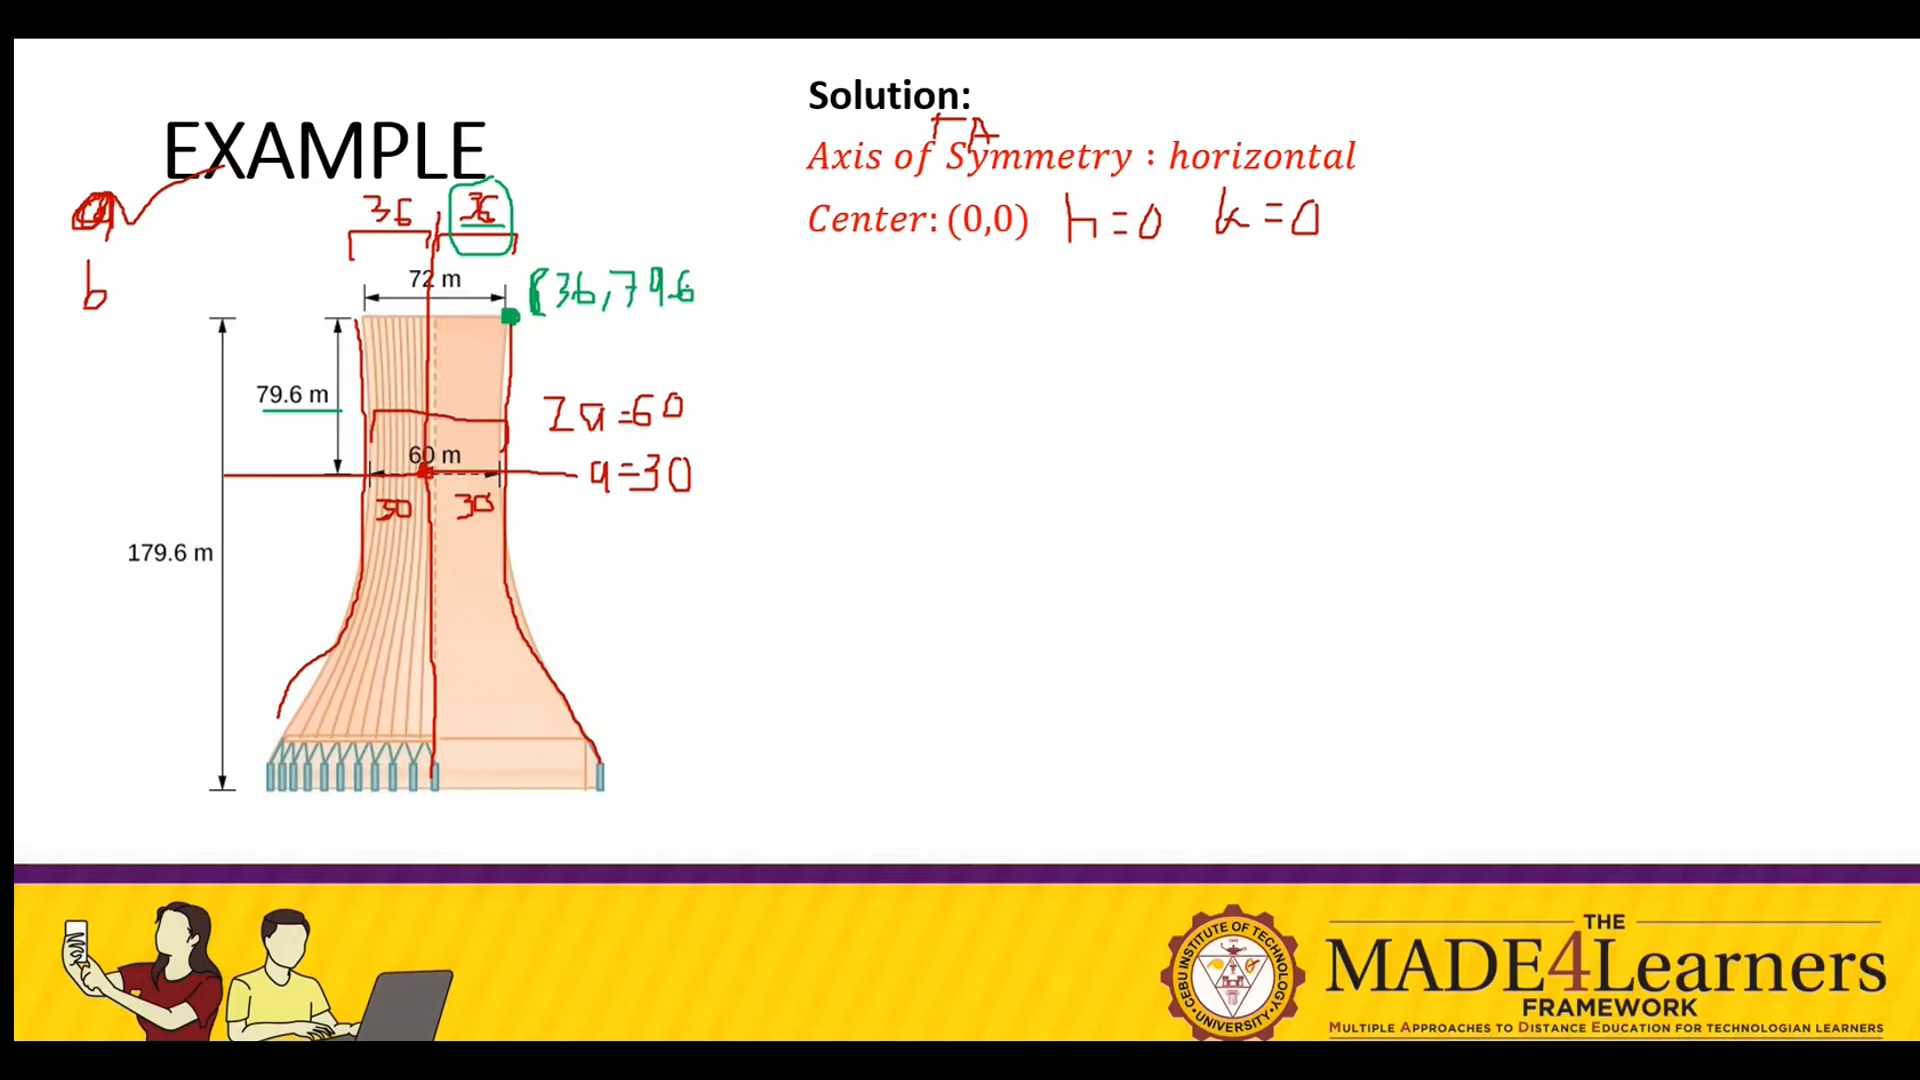 EXAMPLE
a
b
36
36
72 m
(36,79.6
79.6 m
2a=60
60 m
a=30
30
30
179.6 m
Solution:
TA
Axis of Symmetry : horizontal
Center: (0,0) h=0 k=0
CEBU INSTITUTE OF TECHNOLOGY
UNIVERSITY
THE
MADE4Learners
FRAMEWORK
MULTIPLE APPROACHES TO DISTANCE EDUCATION FOR TECHNOLOGIAN LEARNERS